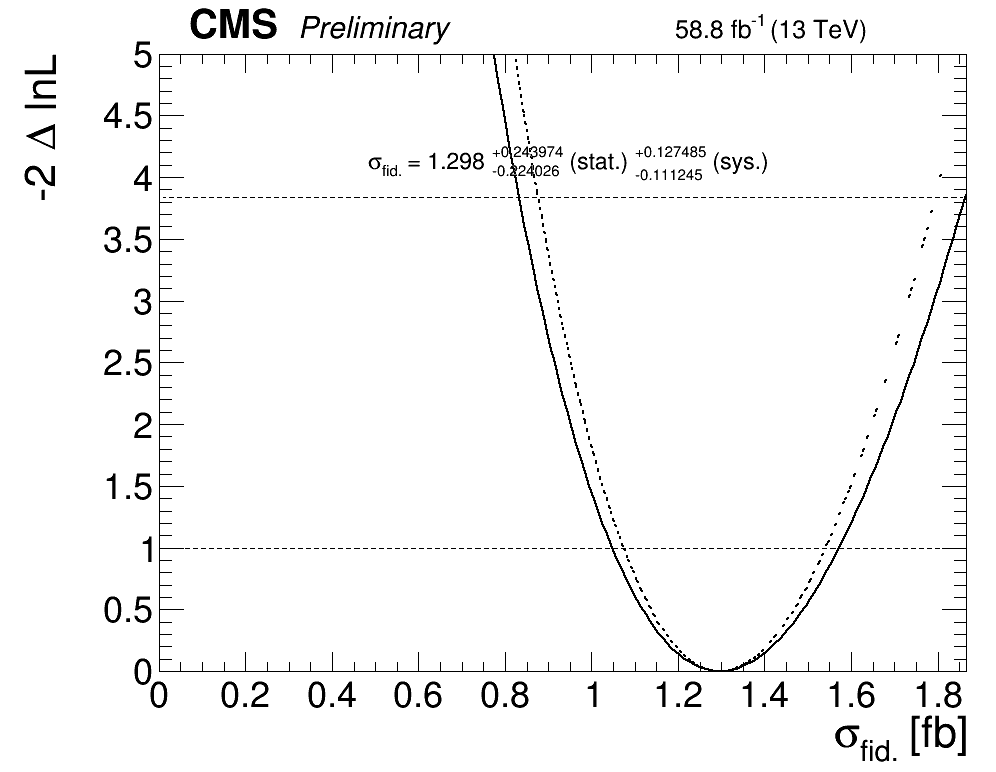 CMS Preliminary 58.8 fb⁻¹ (13 TeV)
-2 Δ lnL
5
4.5
σfid. = 1.298 +0.243974 -0.224026 (stat.) +0.127485 -0.111245 (sys.)
4
3.5
3
2.5
2
1.5
1
0.5
0
0 0.2 0.4 0.6 0.8 1 1.2 1.4 1.6 1.8
σfid. [fb]